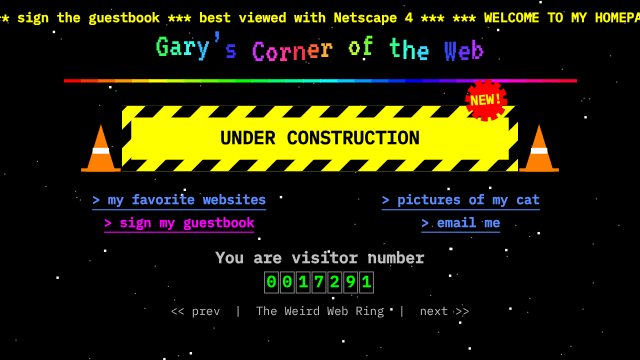 ** sign the guestbook *** best viewed with Netscape 4 *** *** WELCOME TO MY HOMEPA
Gary's Corner of the Web
NEW!
UNDER CONSTRUCTION
> my favorite websites
> pictures of my cat
> sign my guestbook
> email me
You are visitor number
0017291
<< prev | The Weird Web Ring | next >>